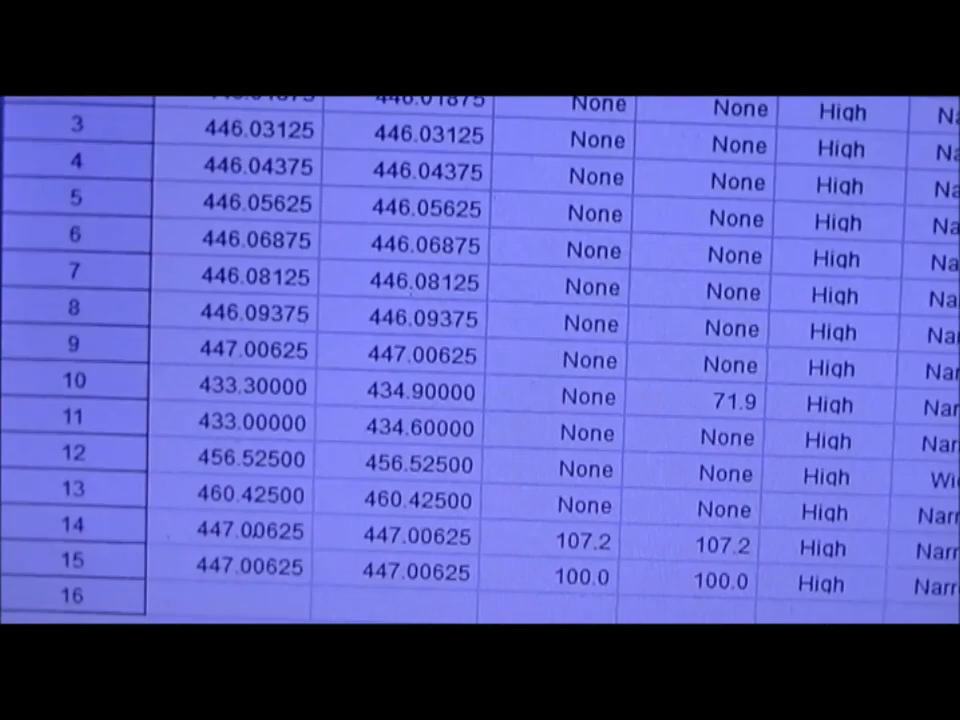 446.01875 446.01875 None None High Na
3 446.03125 446.03125 None None High Na
4 446.04375 446.04375 None None High Na
5 446.05625 446.05625 None None High Na
6 446.06875 446.06875 None None High Na
7 446.08125 446.08125 None None High Na
8 446.09375 446.09375 None None High Nar
9 447.00625 447.00625 None None High Nar
10 433.30000 434.90000 None 71.9 High Nar
11 433.00000 434.60000 None None High Nar
12 456.52500 456.52500 None None High Wi
13 460.42500 460.42500 None None High Narr
14 447.00625 447.00625 107.2 107.2 High Narr
15 447.00625 447.00625 100.0 100.0 High Narr
16